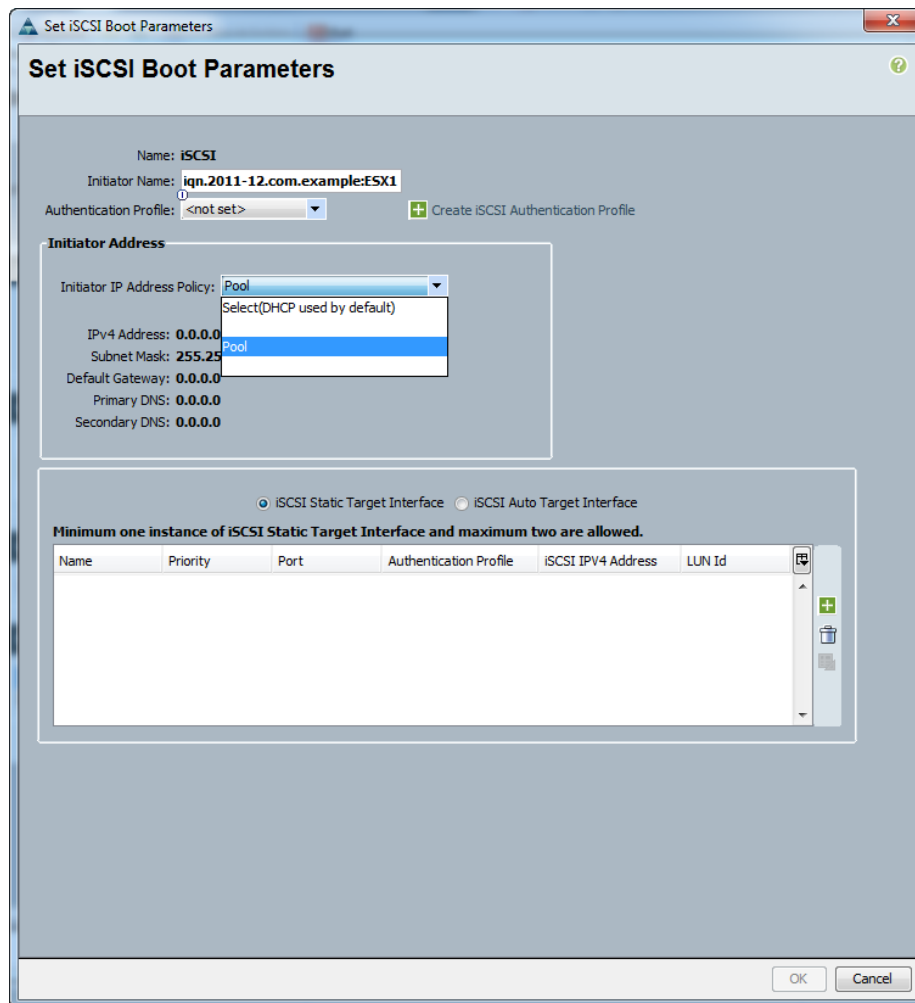 Set iSCSI Boot Parameters
Set iSCSI Boot Parameters
Name: iSCSI
Initiator Name: iqn.2011-12.com.example:ESX1
Authentication Profile: <not set>
Create iSCSI Authentication Profile
Initiator Address
Initiator IP Address Policy: Pool
Select(DHCP used by default)
Pool
IPv4 Address: 0.0.0.0
Subnet Mask: 255.25
Default Gateway: 0.0.0.0
Primary DNS: 0.0.0.0
Secondary DNS: 0.0.0.0
iSCSI Static Target Interface iSCSI Auto Target Interface
Minimum one instance of iSCSI Static Target Interface and maximum two are allowed.
Name Priority Port Authentication Profile iSCSI IPV4 Address LUN Id
OK Cancel